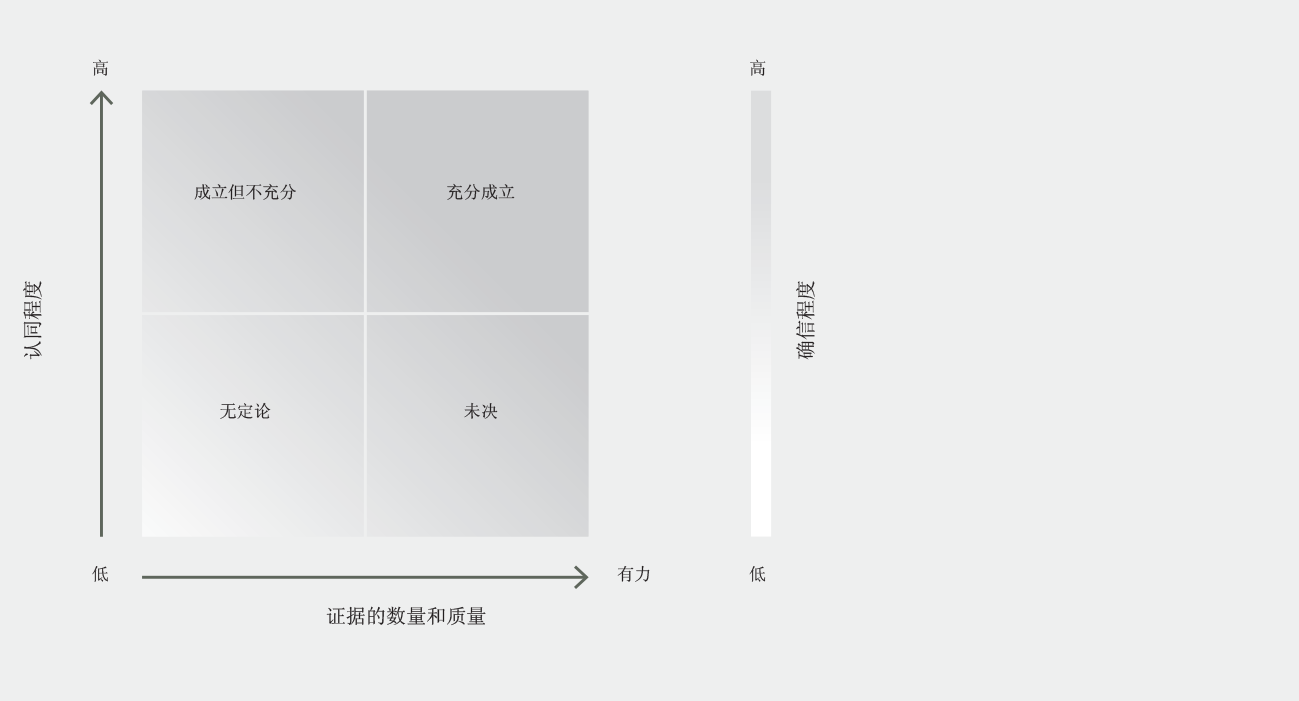 高
高
成立但不充分
充分成立
认同程度
确信程度
无定论
未决
低
有力
低
证据的数量和质量